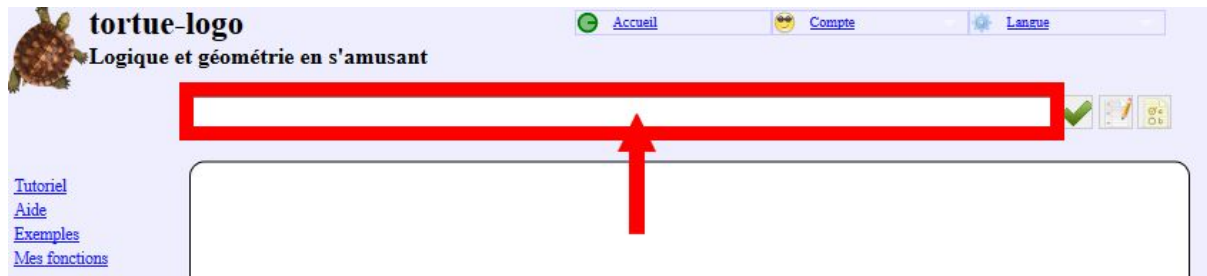 tortue-logo
Accueil
Compte
Langue
Logique et géométrie en s'amusant
Tutoriel
Aide
Exemples
Mes fonctions